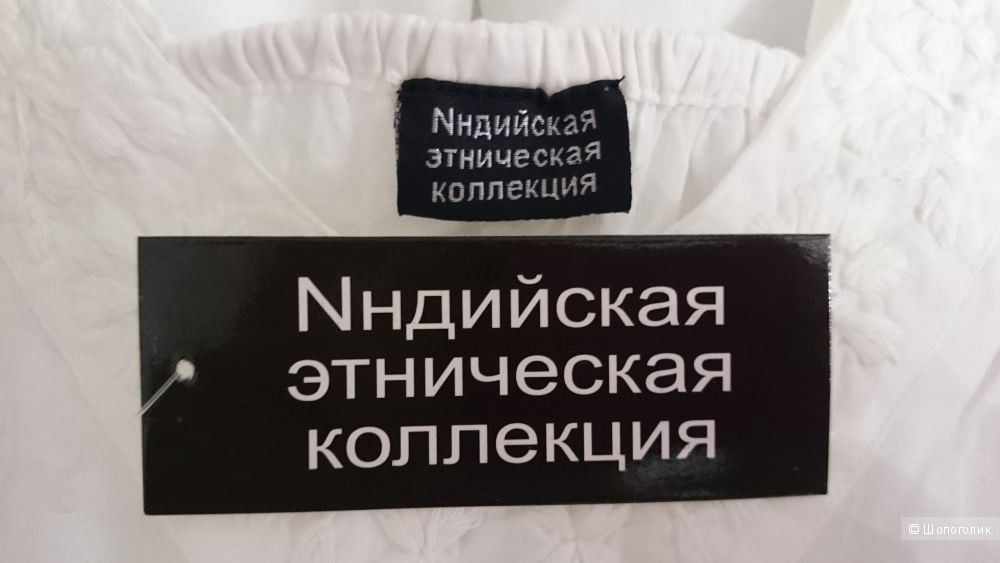 Nндийская
этническая
коллекция
Nндийская
этническая
коллекция
© Шопоголик